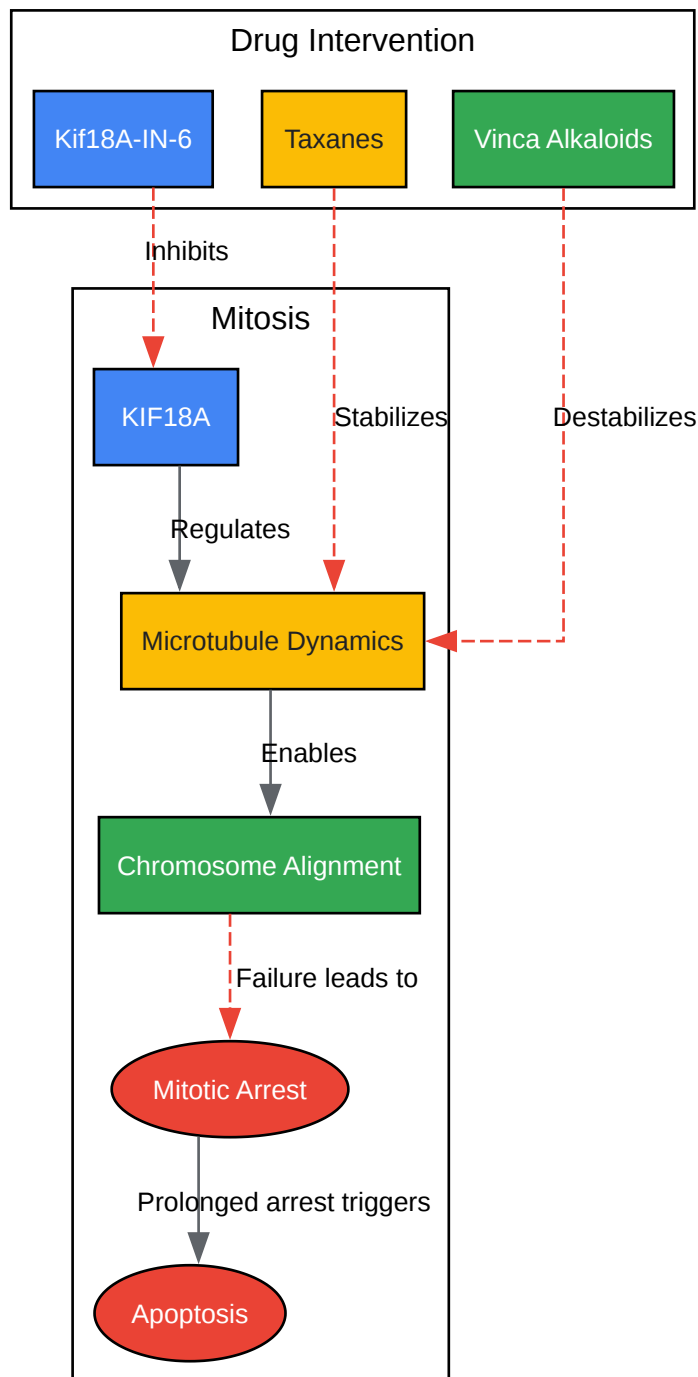 Drug Intervention
Kif18A-IN-6
Taxanes
Vinca Alkaloids
Inhibits
Mitosis
KIF18A
Stabilizes
Destabilizes
Regulates
Microtubule Dynamics
Enables
Chromosome Alignment
Failure leads to
Mitotic Arrest
Prolonged arrest triggers
Apoptosis